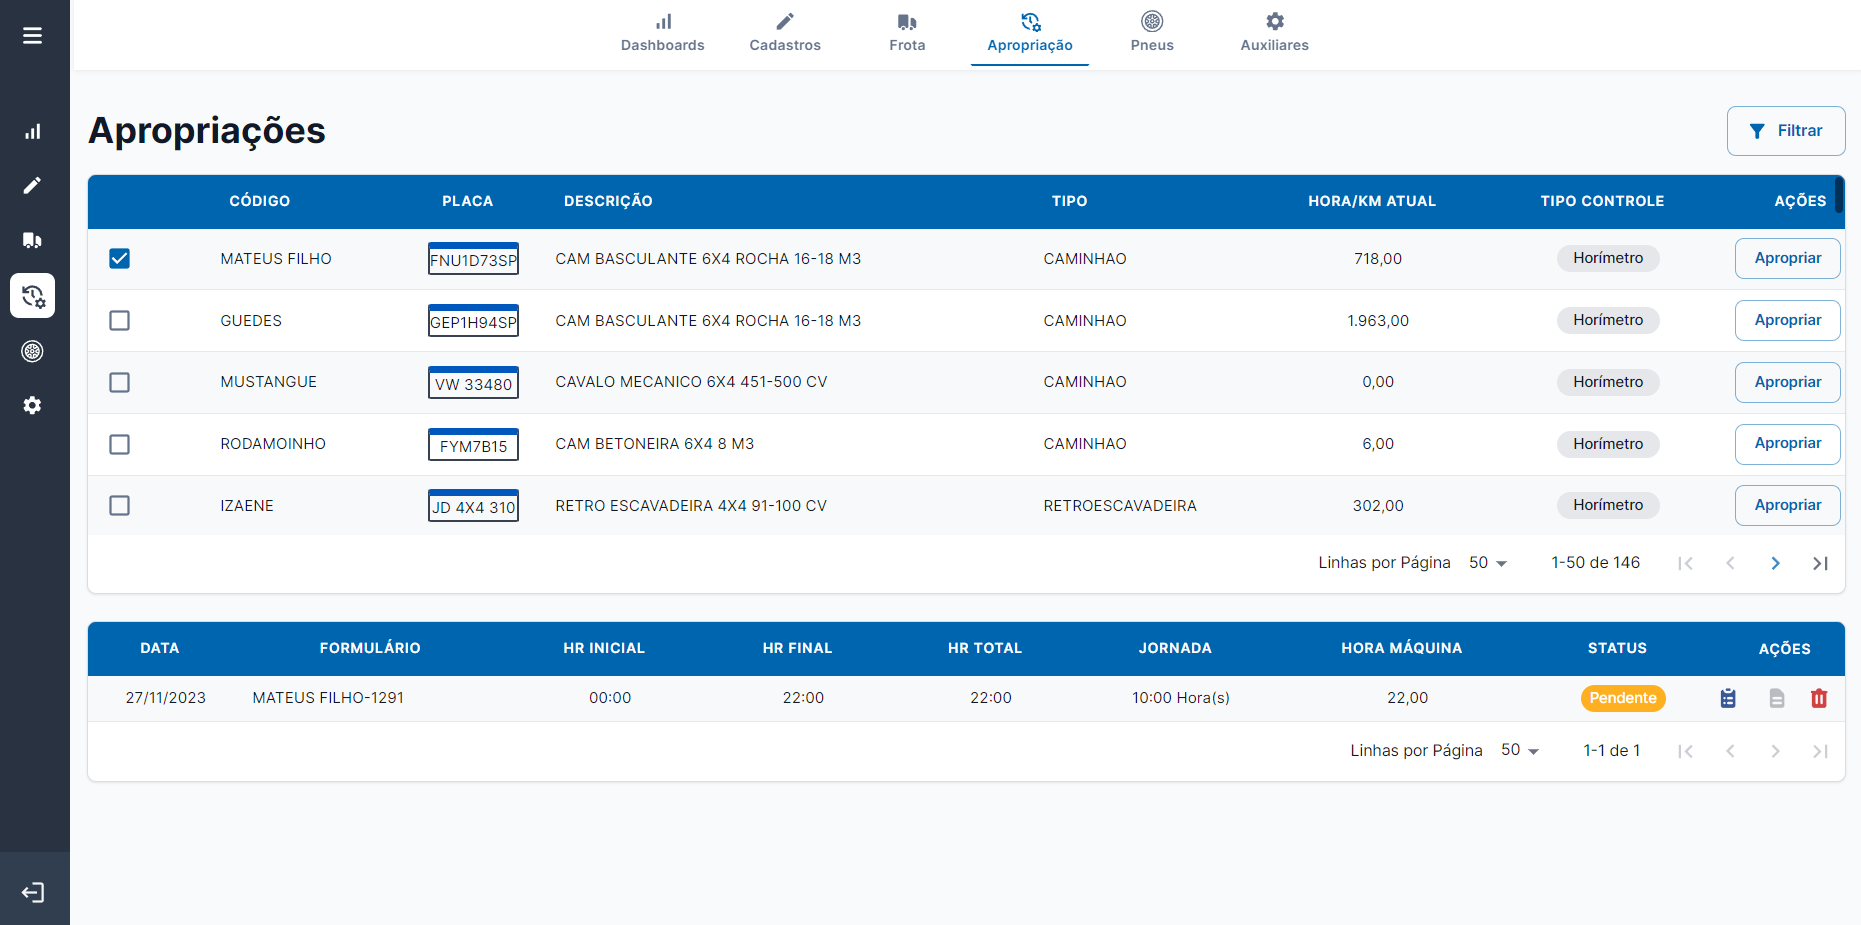 Dashboards Cadastros Frota Apropriação Pneus Auxiliares
Apropriações
Filtrar
CÓDIGO PLACA DESCRIÇÃO TIPO HORA/KM ATUAL TIPO CONTROLE AÇÕES
MATEUS FILHO FNU1D73SP CAM BASCULANTE 6X4 ROCHA 16-18 M3 CAMINHAO 718,00 Horímetro Apropriar
GUEDES GEP1H94SP CAM BASCULANTE 6X4 ROCHA 16-18 M3 CAMINHAO 1.963,00 Horímetro Apropriar
MUSTANGUE VW 33480 CAVALO MECANICO 6X4 451-500 CV CAMINHAO 0,00 Horímetro Apropriar
RODAMOINHO FYM7B15 CAM BETONEIRA 6X4 8 M3 CAMINHAO 6,00 Horímetro Apropriar
IZAENE JD 4X4 310 RETRO ESCAVADEIRA 4X4 91-100 CV RETROESCAVADEIRA 302,00 Horímetro Apropriar
Linhas por Página 50 1-50 de 146
DATA FORMULÁRIO HR INICIAL HR FINAL HR TOTAL JORNADA HORA MÁQUINA STATUS AÇÕES
27/11/2023 MATEUS FILHO-1291 00:00 22:00 22:00 10:00 Hora(s) 22,00 Pendente
Linhas por Página 50 1-1 de 1